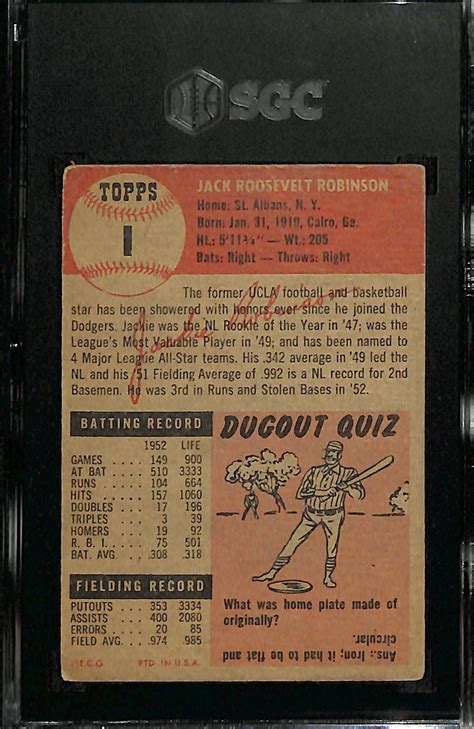 SGC
TOPPS
1
JACK ROOSEVELT ROBINSON
Home: St. Albans, N. Y.
Born: Jan. 31, 1919, Cairo, Ga.
Ht.: 5'11¾" — Wt.: 205
Bats: Right — Throws: Right
The former UCLA football and basketball
star has been showered with honors ever since he joined the
Dodgers. Jackie was the NL Rookie of the Year in '47; was the
League's Most Valuable Player in '49; and has been named to
4 Major League All-Star teams. His .342 average in '49 led the
NL and his '51 Fielding Average of .992 is a NL record for 2nd
Basemen. He was 3rd in Runs and Stolen Bases in '52.
Jackie Robinson
BATTING RECORD
1952 LIFE
GAMES .... 149 900
AT BAT .... 510 3333
RUNS .... 104 664
HITS .... 157 1060
DOUBLES .. 17 196
TRIPLES ... 3 39
HOMERS ... 19 92
R. B. I. .... 75 501
BAT. AVG. .. .308 .318
FIELDING RECORD
PUTOUTS ... 353 3334
ASSISTS .... 400 2080
ERRORS .... 20 85
FIELD AVG. .. .974 .985
T.C.G. PTD. IN U.S.A.
DUGOUT QUIZ
What was home plate made of
originally?
Ans.: Iron; it had to be flat and
circular.